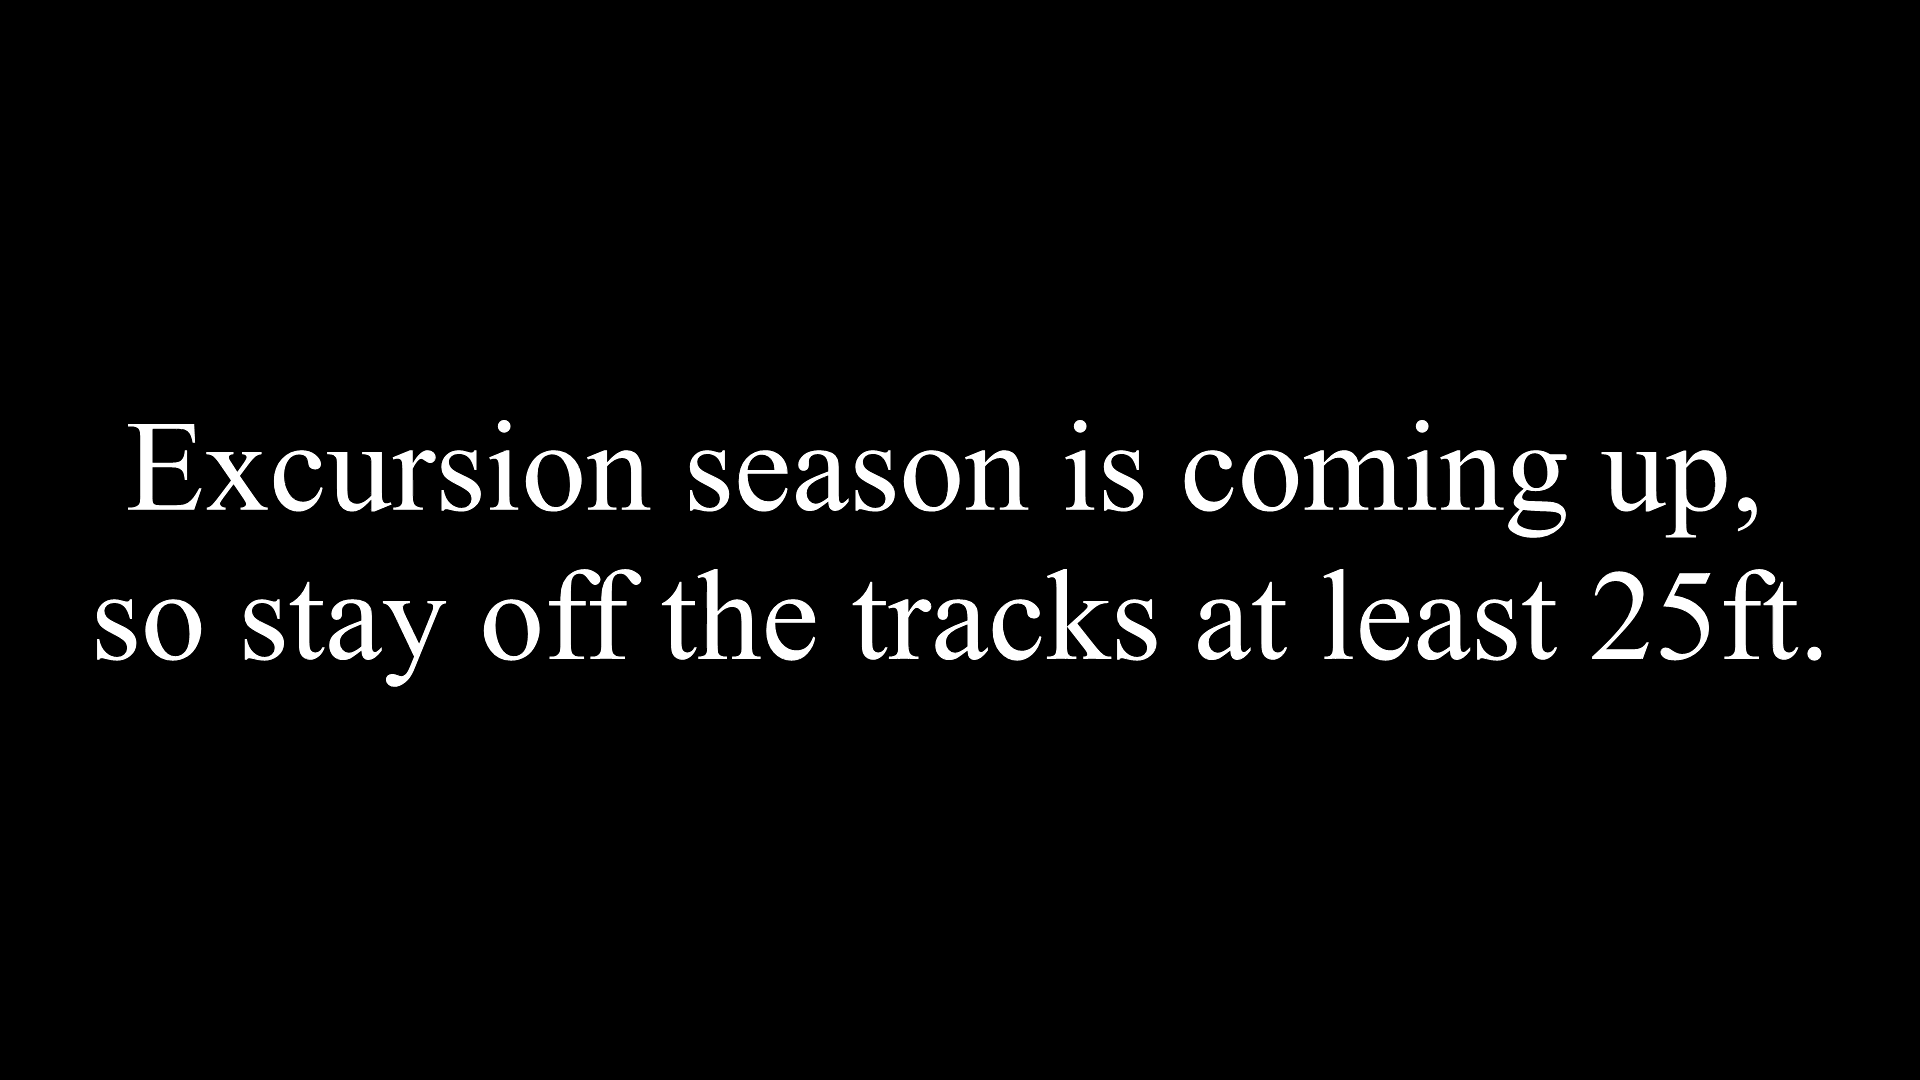 Excursion season is coming up,
so stay off the tracks at least 25ft.